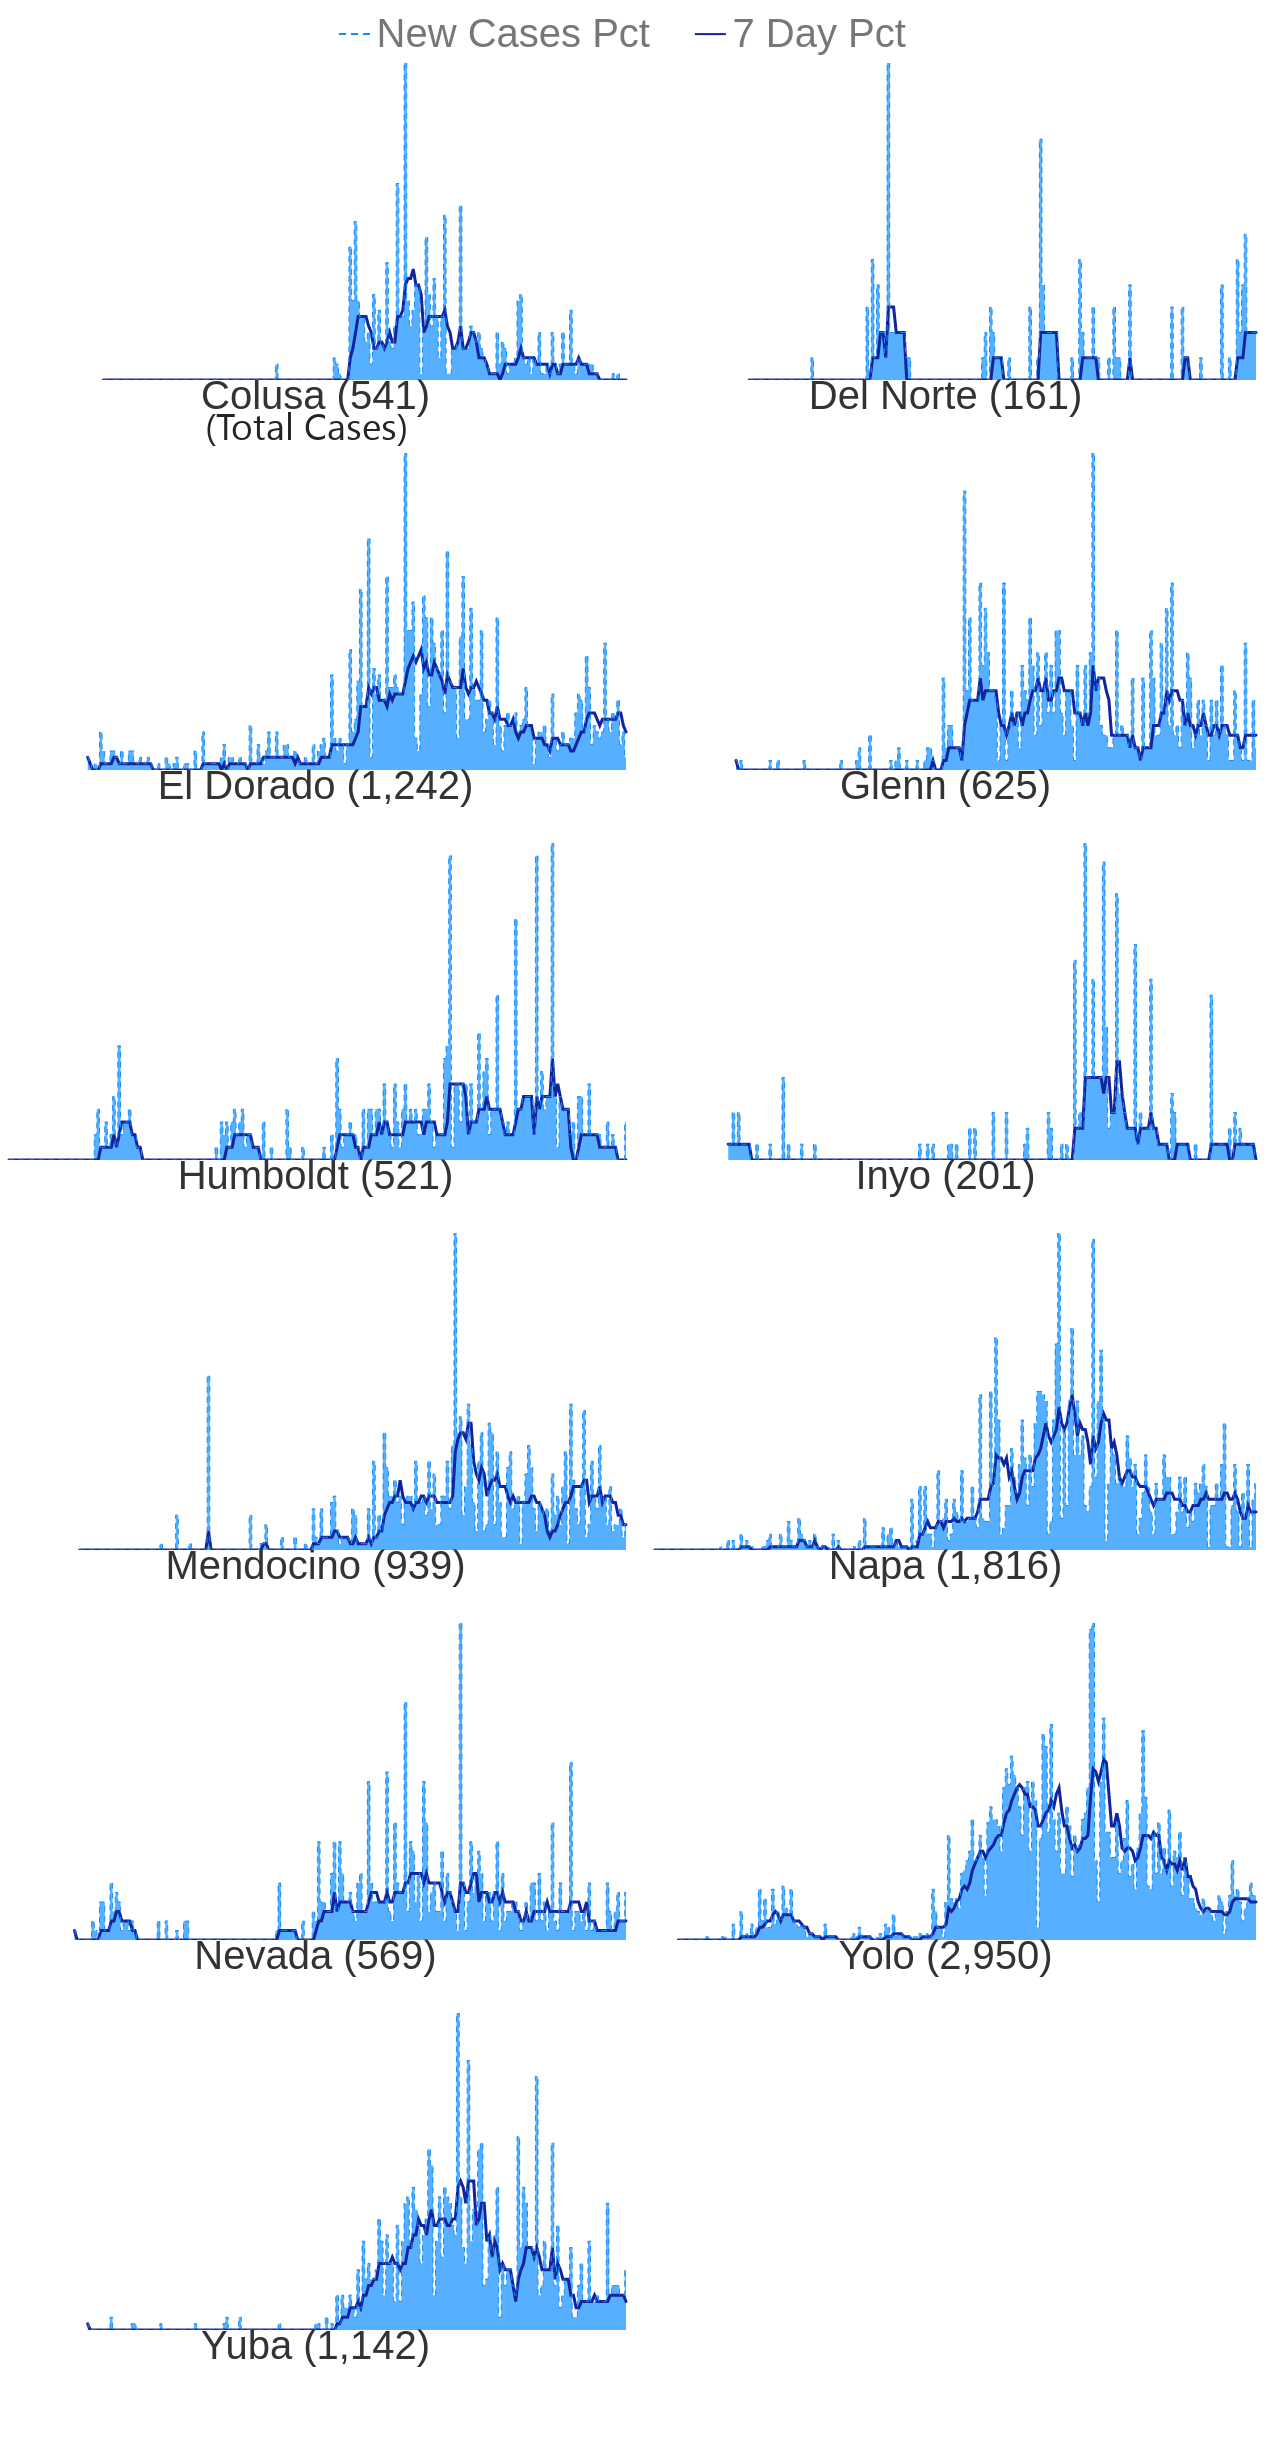 New Cases Pct 7 Day Pct
Colusa (541) Del Norte (161)
(Total Cases)
El Dorado (1,242) Glenn (625)
Humboldt (521) Inyo (201)
Mendocino (939) Napa (1,816)
Nevada (569) Yolo (2,950)
Yuba (1,142)